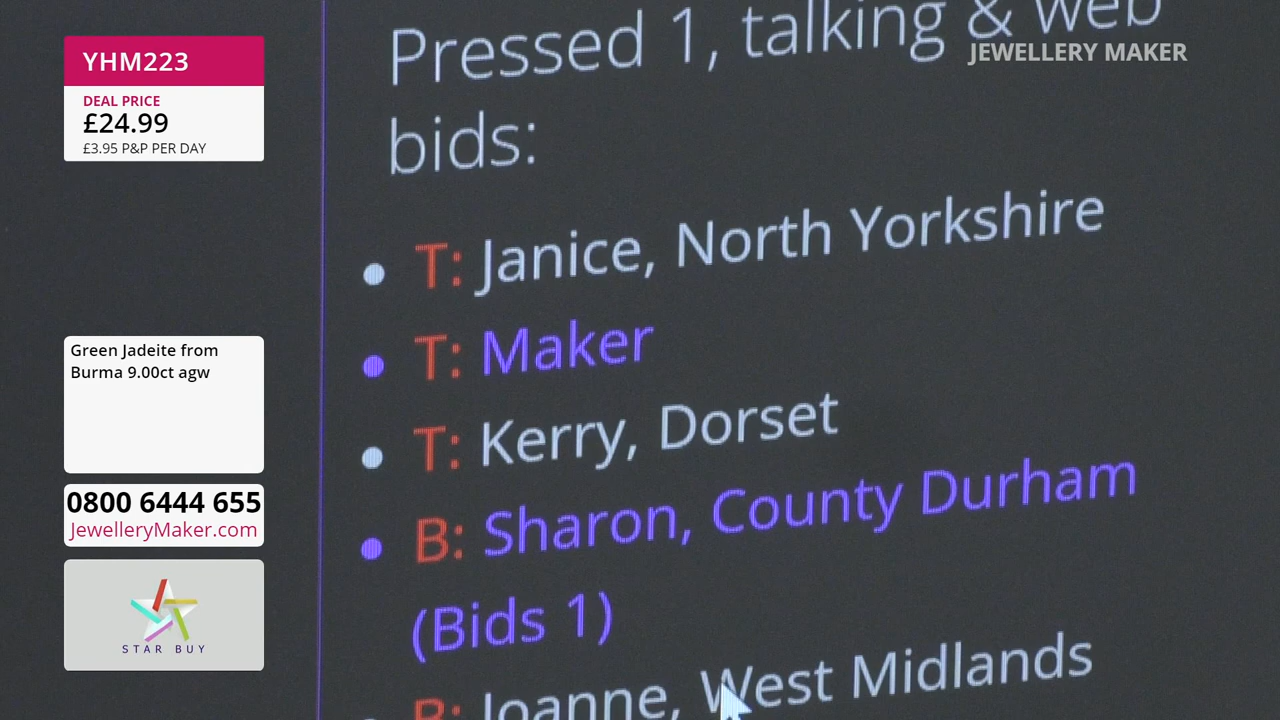 YHM223
DEAL PRICE
£24.99
£3.95 P&P PER DAY
Green Jadeite from
Burma 9.00ct agw
0800 6444 655
JewelleryMaker.com
STAR BUY
JEWELLERY MAKER
Pressed 1, talking & web
bids:
• T: Janice, North Yorkshire
• T: Maker
• T: Kerry, Dorset
• B: Sharon, County Durham
(Bids 1)
• B: Joanne, West Midlands